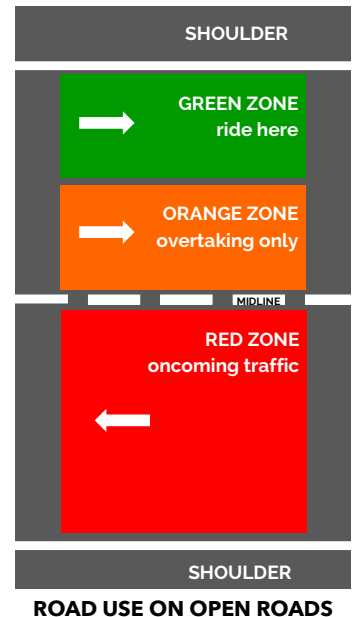 SHOULDER
GREEN ZONE
ride here
ORANGE ZONE
overtaking only
MIDLINE
RED ZONE
oncoming traffic
SHOULDER
ROAD USE ON OPEN ROADS